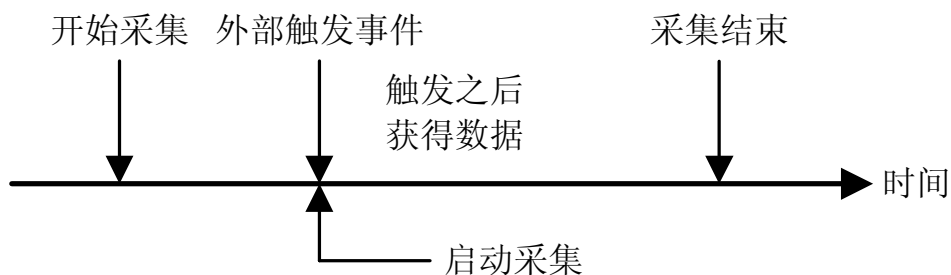 开始采集
外部触发事件
采集结束
触发之后
获得数据
时间
启动采集